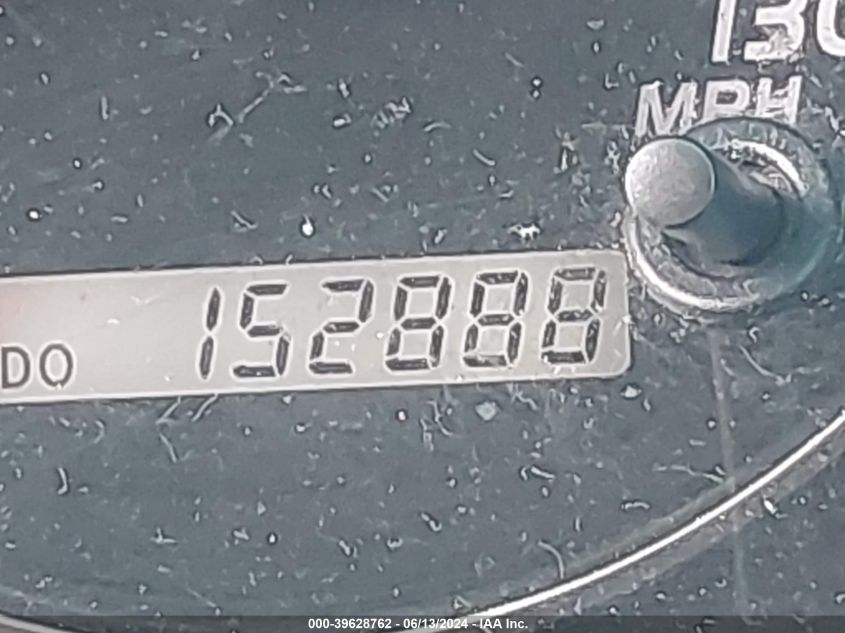 130
MPH
DO 152888
000-39628762 - 06/13/2024 - IAA Inc.